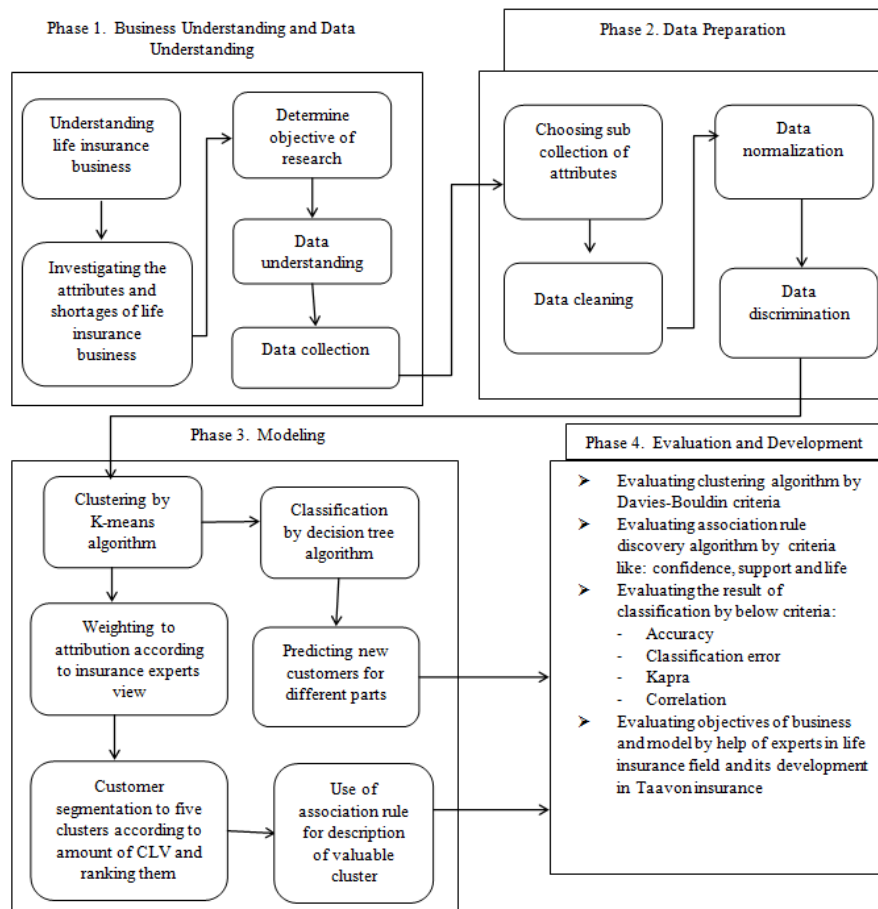 Phase 1. Business Understanding and Data
Understanding
Understanding
life insurance
business
Investigating the
attributes and
shortages of life
insurance
business
Determine
objective of
research
Data
understanding
Data collection
Phase 2. Data Preparation
Choosing sub
collection of
attributes
Data cleaning
Data
normalization
Data
discrimination
Phase 3. Modeling
Clustering by
K-means
algorithm
Classification
by decision tree
algorithm
Weighting to
attribution according
to insurance experts
view
Predicting new
customers for
different parts
Customer
segmentation to five
clusters according to
amount of CLV and
ranking them
Use of
association rule
for description
of valuable
cluster
Phase 4. Evaluation and Development
➢ Evaluating clustering algorithm by
Davies-Bouldin criteria
➢ Evaluating association rule
discovery algorithm by criteria
like: confidence, support and life
➢ Evaluating the result of
classification by below criteria:
- Accuracy
- Classification error
- Kapra
- Correlation
➢ Evaluating objectives of business
and model by help of experts in life
insurance field and its development
in Taavon insurance